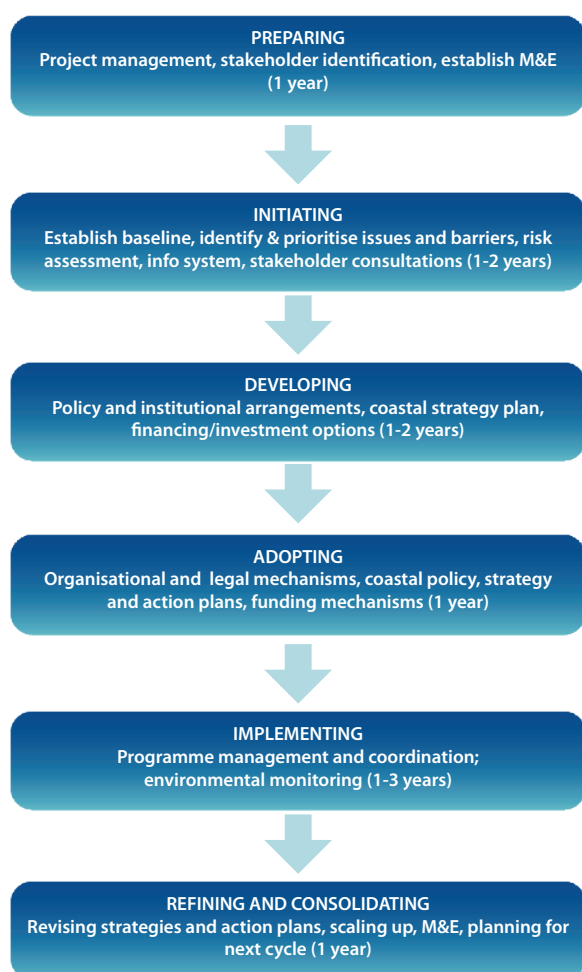 PREPARING
Project management, stakeholder identification, establish M&E
(1 year)
INITIATING
Establish baseline, identify & prioritise issues and barriers, risk
assessment, info system, stakeholder consultations (1-2 years)
DEVELOPING
Policy and institutional arrangements, coastal strategy plan,
financing/investment options (1-2 years)
ADOPTING
Organisational and legal mechanisms, coastal policy, strategy
and action plans, funding mechanisms (1 year)
IMPLEMENTING
Programme management and coordination;
environmental monitoring (1-3 years)
REFINING AND CONSOLIDATING
Revising strategies and action plans, scaling up, M&E, planning for
next cycle (1 year)